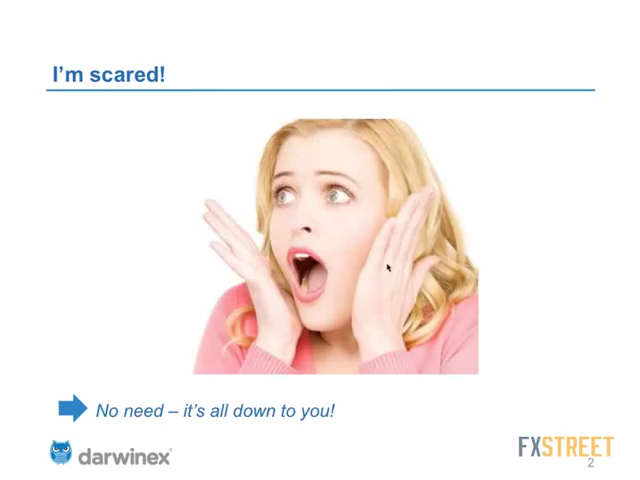 I'm scared!
No need – it's all down to you!
darwinex®
FXSTREET
2